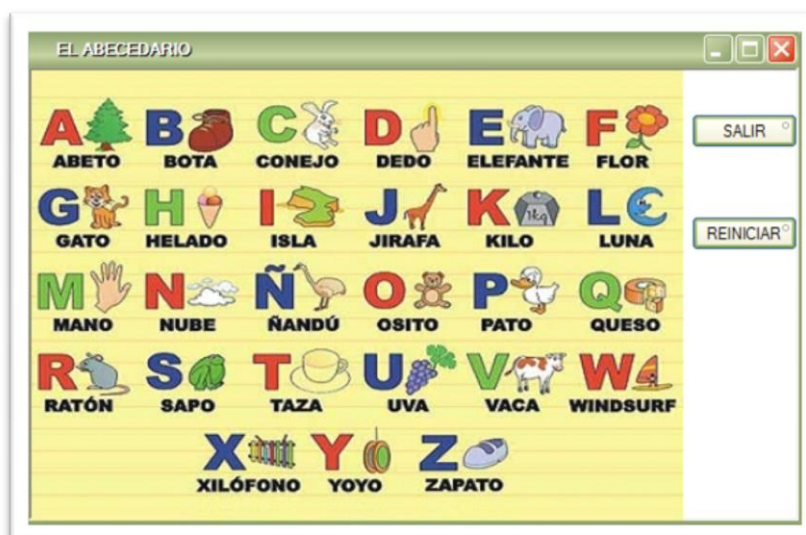 EL ABECEDARIO
A B C D E F
ABETO BOTA CONEJO DEDO ELEFANTE FLOR
G H I J K L
1kg
GATO HELADO ISLA JIRAFA KILO LUNA
M N Ñ O P Q
MANO NUBE ÑANDÚ OSITO PATO QUESO
R S T U V W
RATÓN SAPO TAZA UVA VACA WINDSURF
X Y Z
XILÓFONO YOYO ZAPATO
SALIR
REINICIAR